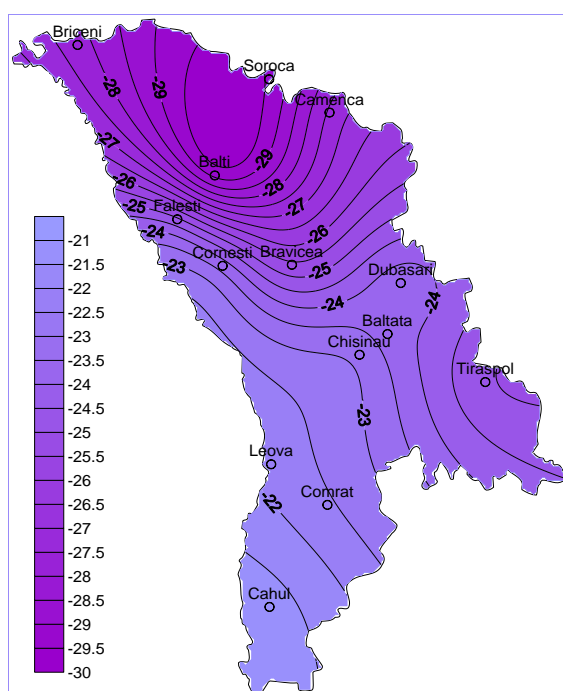 Briceni
Soroca
-28
-29
Camenca
-27
-29
Balti
-28
-26
-27
-25
Falesti
-26
-24
Cornesti
Bravicea
-23
-25
Dubasari
-24
-24
Baltata
Chisinau
Tiraspol
-23
Leova
-22
Comrat
Cahul
-21
-21.5
-22
-22.5
-23
-23.5
-24
-24.5
-25
-25.5
-26
-26.5
-27
-27.5
-28
-28.5
-29
-29.5
-30